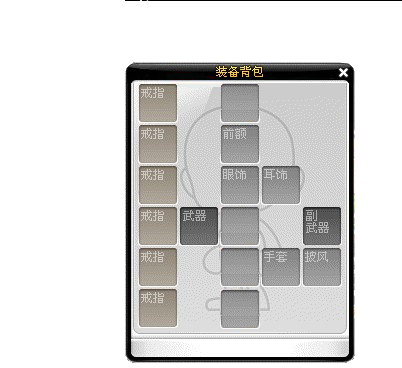 装备背包
戒指
戒指 前额
戒指 眼饰 耳饰
戒指 武器 副
武器
戒指 手套 披风
戒指